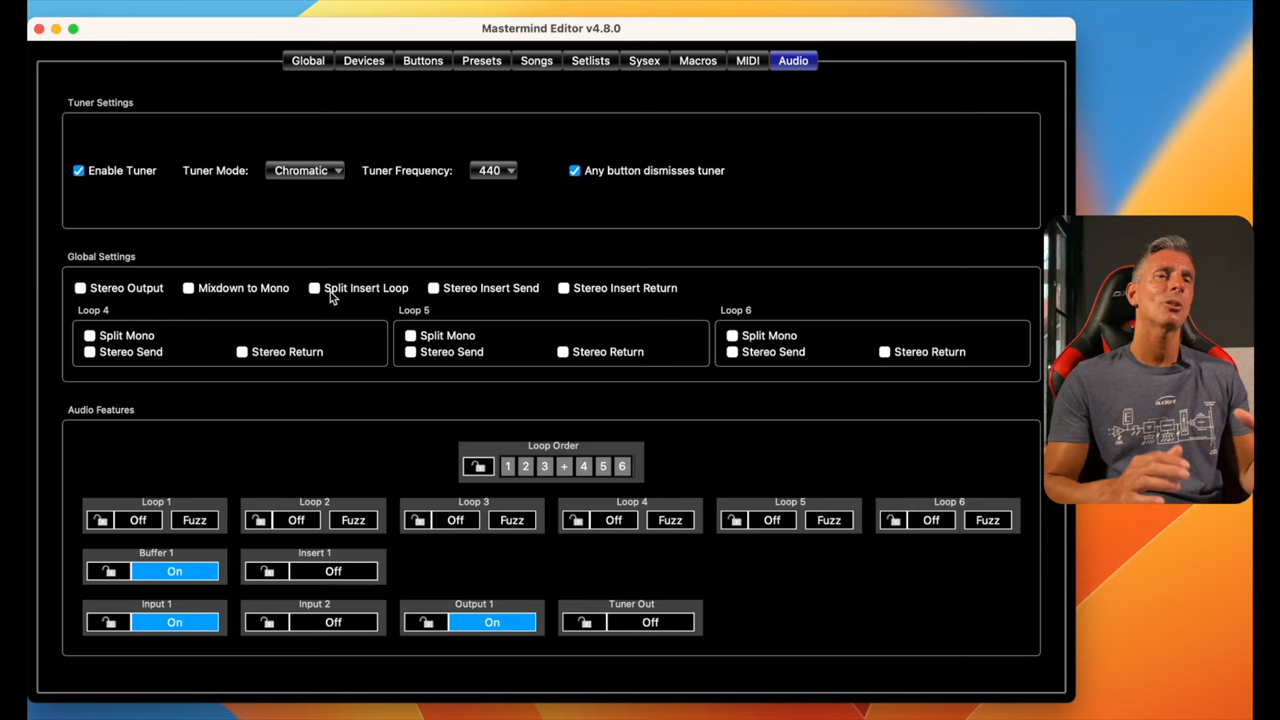 Mastermind Editor v4.8.0
Global Devices Buttons Presets Songs Setlists Sysex Macros MIDI Audio
Tuner Settings
Enable Tuner Tuner Mode: Chromatic Tuner Frequency: 440 Any button dismisses tuner
Global Settings
Stereo Output Mixdown to Mono Split Insert Loop Stereo Insert Send Stereo Insert Return
Loop 4 Loop 5 Loop 6
Split Mono Split Mono Split Mono
Stereo Send Stereo Return Stereo Send Stereo Return Stereo Send Stereo Return
Audio Features
Loop Order
1 2 3 + 4 5 6
Loop 1 Loop 2 Loop 3 Loop 4 Loop 5 Loop 6
Off Fuzz Off Fuzz Off Fuzz Off Fuzz Off Fuzz Off Fuzz
Buffer 1 Insert 1
On Off
Input 1 Input 2 Output 1 Tuner Out
On Off On Off